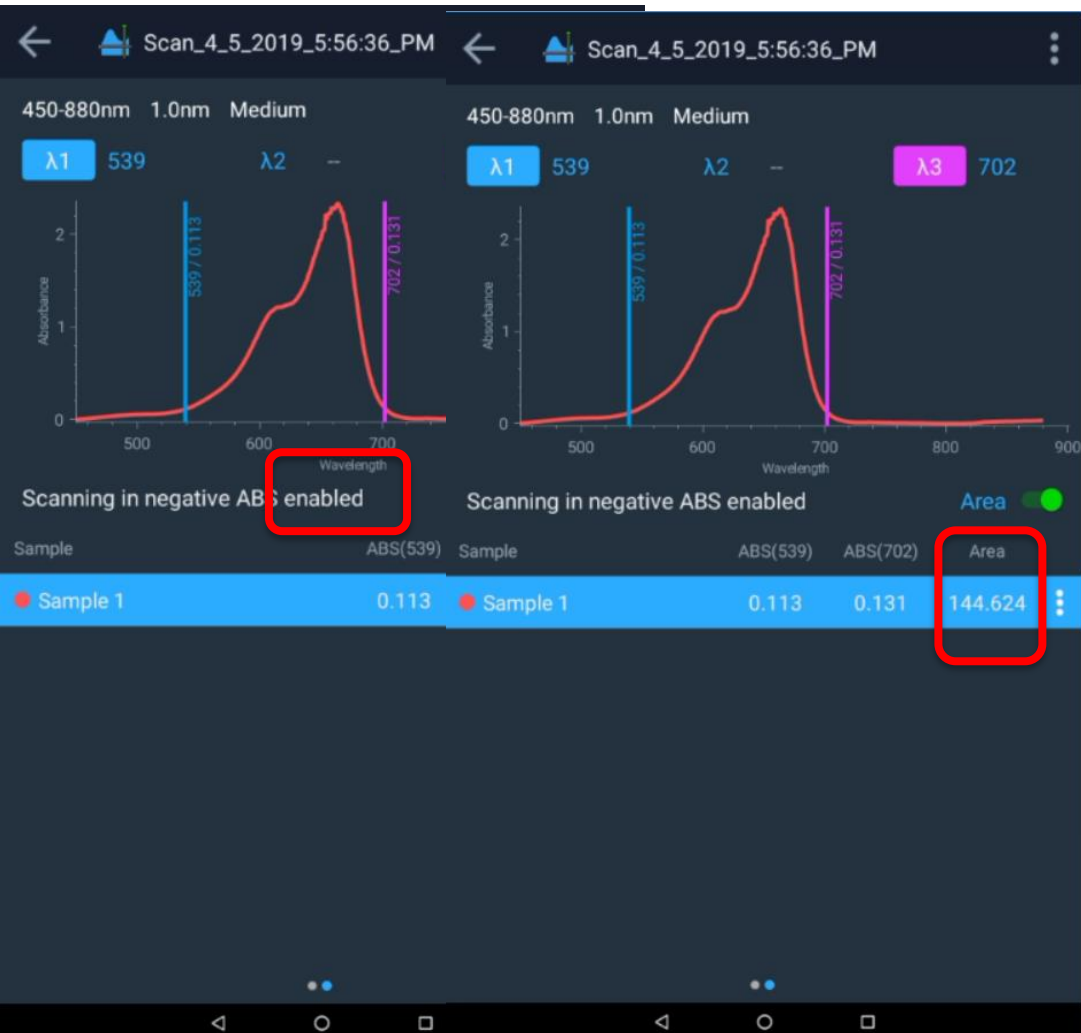 Scan_4_5_2019_5:56:36_PM
450-880nm 1.0nm Medium
λ1 539 λ2 --
539 / 0.113
702 / 0.131
Absorbance
2
1
0
500 600 700
Wavelength
Scanning in negative ABS enabled
Sample ABS(539)
Sample 1 0.113
Scan_4_5_2019_5:56:36_PM
450-880nm 1.0nm Medium
λ1 539 λ2 -- λ3 702
539 / 0.113
702 / 0.131
Absorbance
2
1
0
500 600 700 800 900
Wavelength
Scanning in negative ABS enabled Area
Sample ABS(539) ABS(702) Area
Sample 1 0.113 0.131 144.624